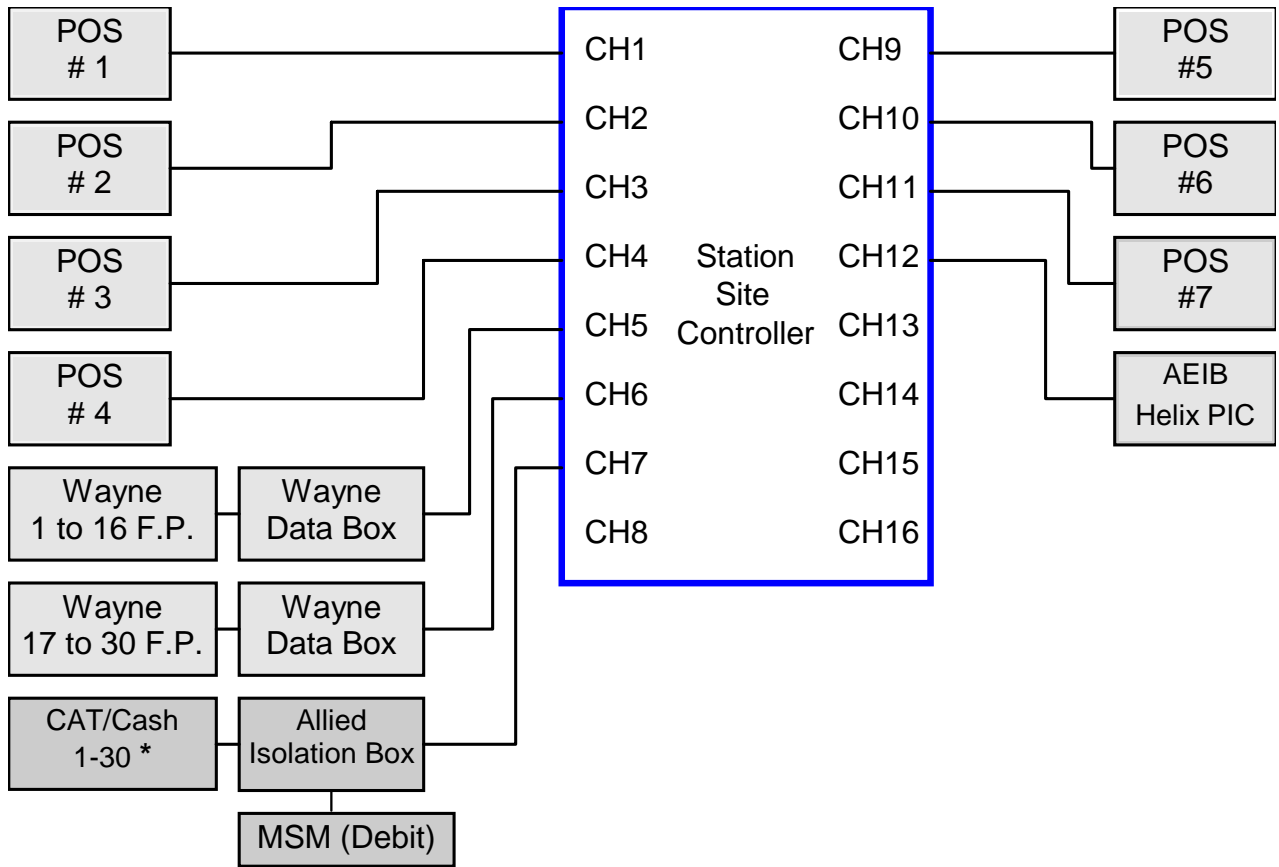 POS
# 1
POS
# 2
POS
# 3
POS
# 4
Wayne
1 to 16 F.P.
Wayne
Data Box
Wayne
17 to 30 F.P.
Wayne
Data Box
CAT/Cash
1-30 *
Allied
Isolation Box
MSM (Debit)
CH1
CH2
CH3
CH4
CH5
CH6
CH7
CH8
Station
Site
Controller
CH9
CH10
CH11
CH12
CH13
CH14
CH15
CH16
POS
#5
POS
#6
POS
#7
AEIB
Helix PIC